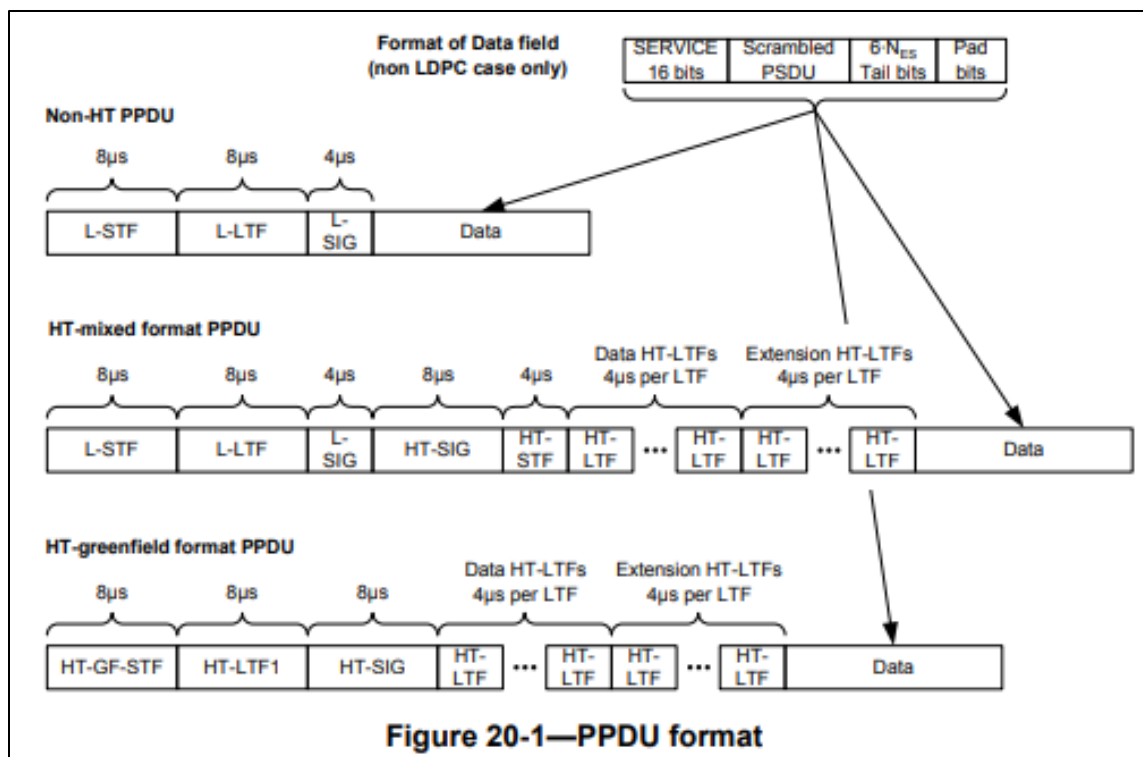 Format of Data field
(non LDPC case only)
SERVICE
16 bits
Scrambled
PSDU
6·N_ES
Tail bits
Pad
bits
Non-HT PPDU
8µs
8µs
4µs
L-STF
L-LTF
L-
SIG
Data
HT-mixed format PPDU
Data HT-LTFs
4µs per LTF
Extension HT-LTFs
4µs per LTF
8µs
8µs
4µs
8µs
4µs
L-STF
L-LTF
L-
SIG
HT-SIG
HT-
STF
HT-
LTF
•••
HT-
LTF
HT-
LTF
•••
HT-
LTF
Data
HT-greenfield format PPDU
Data HT-LTFs
4µs per LTF
Extension HT-LTFs
4µs per LTF
8µs
8µs
8µs
HT-GF-STF
HT-LTF1
HT-SIG
HT-
LTF
•••
HT-
LTF
HT-
LTF
•••
HT-
LTF
Data
Figure 20-1—PPDU format